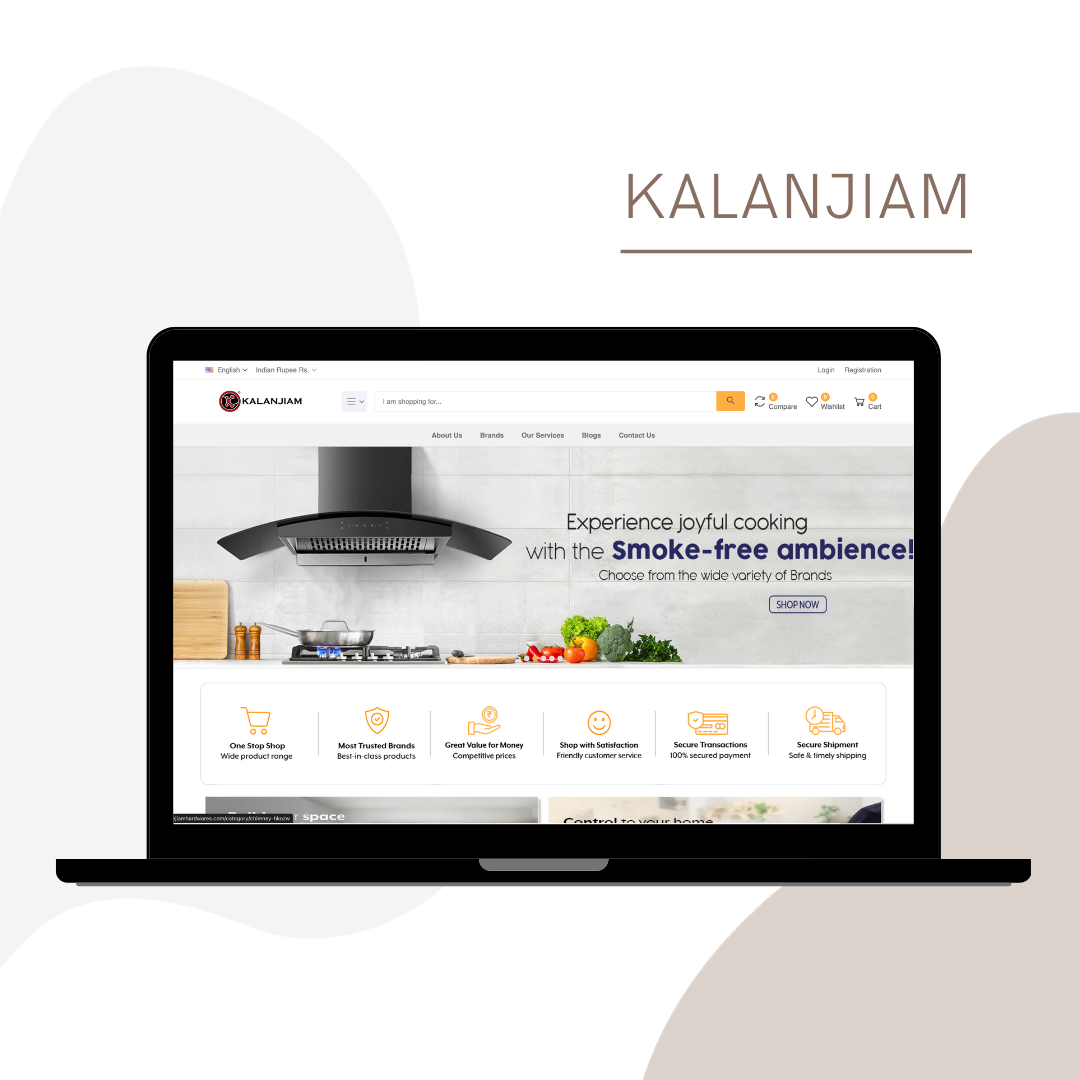 KALANJIAM
English Indian Rupee Rs. Login Registration
KALANJIAM I am shopping for... 0 Compare 0 Wishlist 0 Cart
About Us Brands Our Services Blogs Contact Us
Experience joyful cooking
with the Smoke-free ambience!
Choose from the wide variety of Brands
SHOP NOW
One Stop Shop Most Trusted Brands Great Value for Money Shop with Satisfaction Secure Transactions Secure Shipment
Wide product range Best-in-class products Competitive prices Friendly customer service 100% secured payment Safe & timely shipping
space
Control to your home
jiamhardwares.com/category/chimney-hkozw